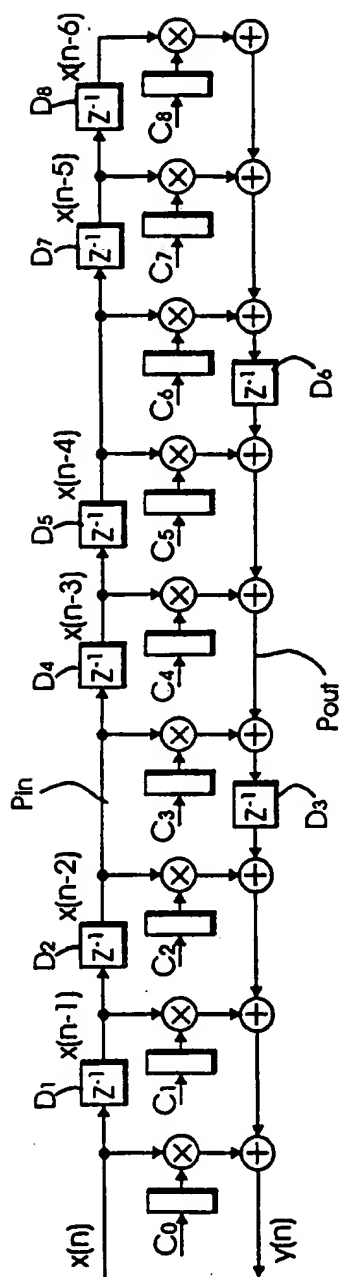 x(n) x(n-1) x(n-2) x(n-3) x(n-4) x(n-5) x(n-6)
D1 D2 Pin D4 D5 D7 D8
Z-1 Z-1 Z-1 Z-1 Z-1 Z-1
C0 C1 C2 C3 C4 C5 C6 C7 C8
Z-1 Z-1
y(n) D3 Pout D6